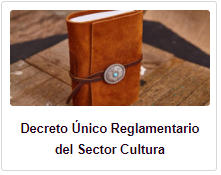 Decreto Único Reglamentario
del Sector Cultura